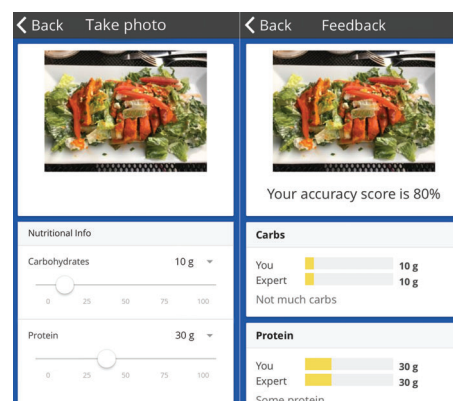 Back Take photo
Nutritional Info
Carbohydrates 10 g
0 25 50 75 100
Protein 30 g
0 25 50 75 100
Back Feedback
Your accuracy score is 80%
Carbs
You 10 g
Expert 10 g
Not much carbs
Protein
You 30 g
Expert 30 g
Some protein